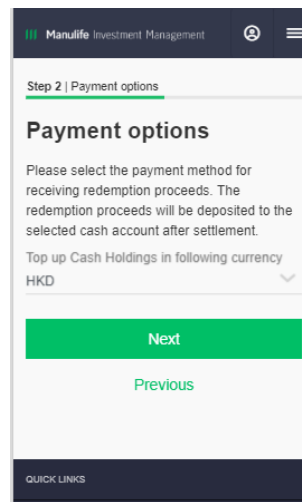 Manulife Investment Management
Step 2 | Payment options
Payment options
Please select the payment method for
receiving redemption proceeds. The
redemption proceeds will be deposited to the
selected cash account after settlement.
Top up Cash Holdings in following currency
HKD
Next
Previous
QUICK LINKS